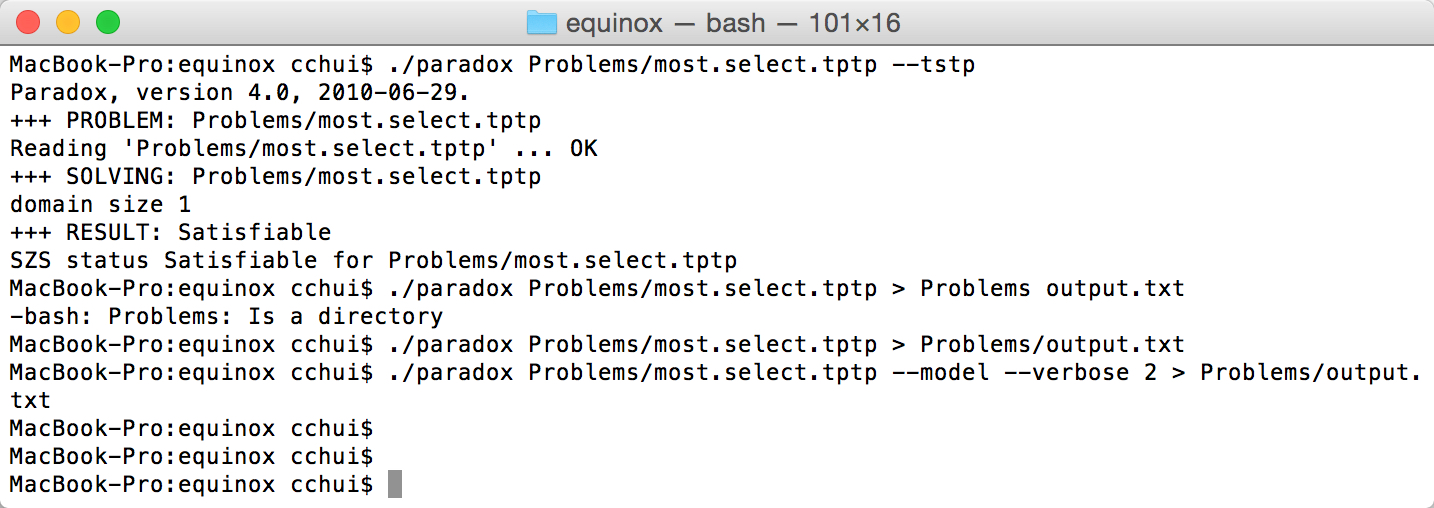 equinox — bash — 101×16
MacBook-Pro:equinox cchui$ ./paradox Problems/most.select.tptp --tstp
Paradox, version 4.0, 2010-06-29.
+++ PROBLEM: Problems/most.select.tptp
Reading 'Problems/most.select.tptp' ... OK
+++ SOLVING: Problems/most.select.tptp
domain size 1
+++ RESULT: Satisfiable
SZS status Satisfiable for Problems/most.select.tptp
MacBook-Pro:equinox cchui$ ./paradox Problems/most.select.tptp > Problems output.txt
-bash: Problems: Is a directory
MacBook-Pro:equinox cchui$ ./paradox Problems/most.select.tptp > Problems/output.txt
MacBook-Pro:equinox cchui$ ./paradox Problems/most.select.tptp --model --verbose 2 > Problems/output.
txt
MacBook-Pro:equinox cchui$
MacBook-Pro:equinox cchui$
MacBook-Pro:equinox cchui$